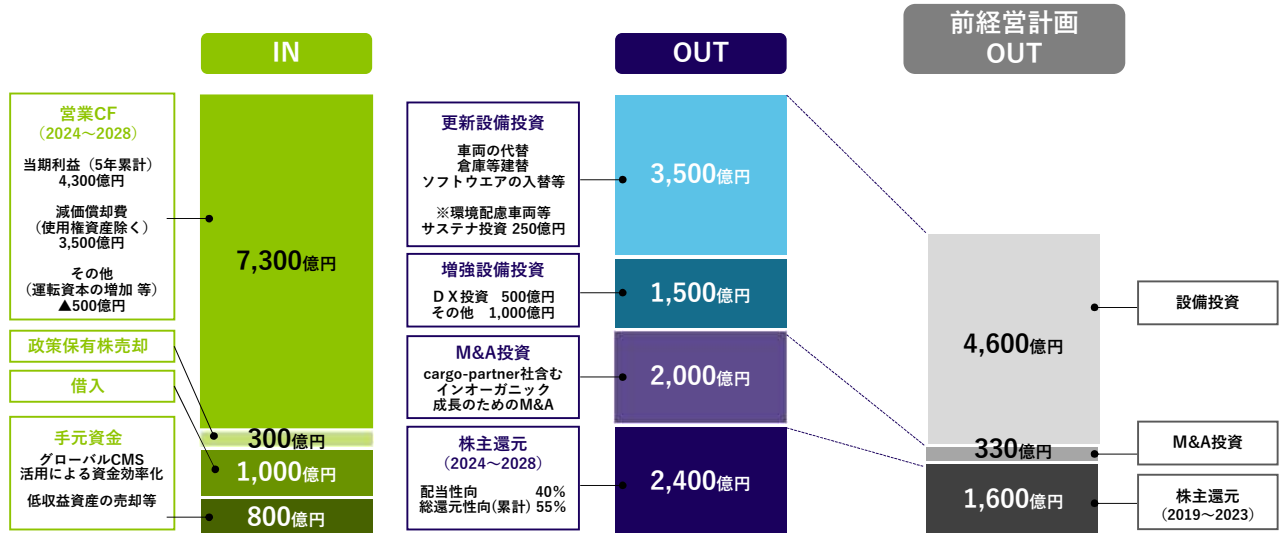 IN
営業CF
(2024～2028)
当期利益（5年累計）
4,300億円
減価償却費
（使用権資産除く）
3,500億円
その他
（運転資本の増加 等）
▲500億円
政策保有株売却
借入
手元資金
グローバルCMS
活用による資金効率化
低収益資産の売却等
7,300億円
300億円
1,000億円
800億円
OUT
更新設備投資
車両の代替
倉庫等建替
ソフトウエアの入替等
※環境配慮車両等
サステナ投資 250億円
増強設備投資
ＤＸ投資　500億円
その他　1,000億円
M&A投資
cargo-partner社含む
インオーガニック
成長のためのM&A
株主還元
(2024～2028)
配当性向 40%
総還元性向(累計) 55%
3,500億円
1,500億円
2,000億円
2,400億円
前経営計画
OUT
4,600億円
330億円
1,600億円
設備投資
M&A投資
株主還元
(2019～2023)